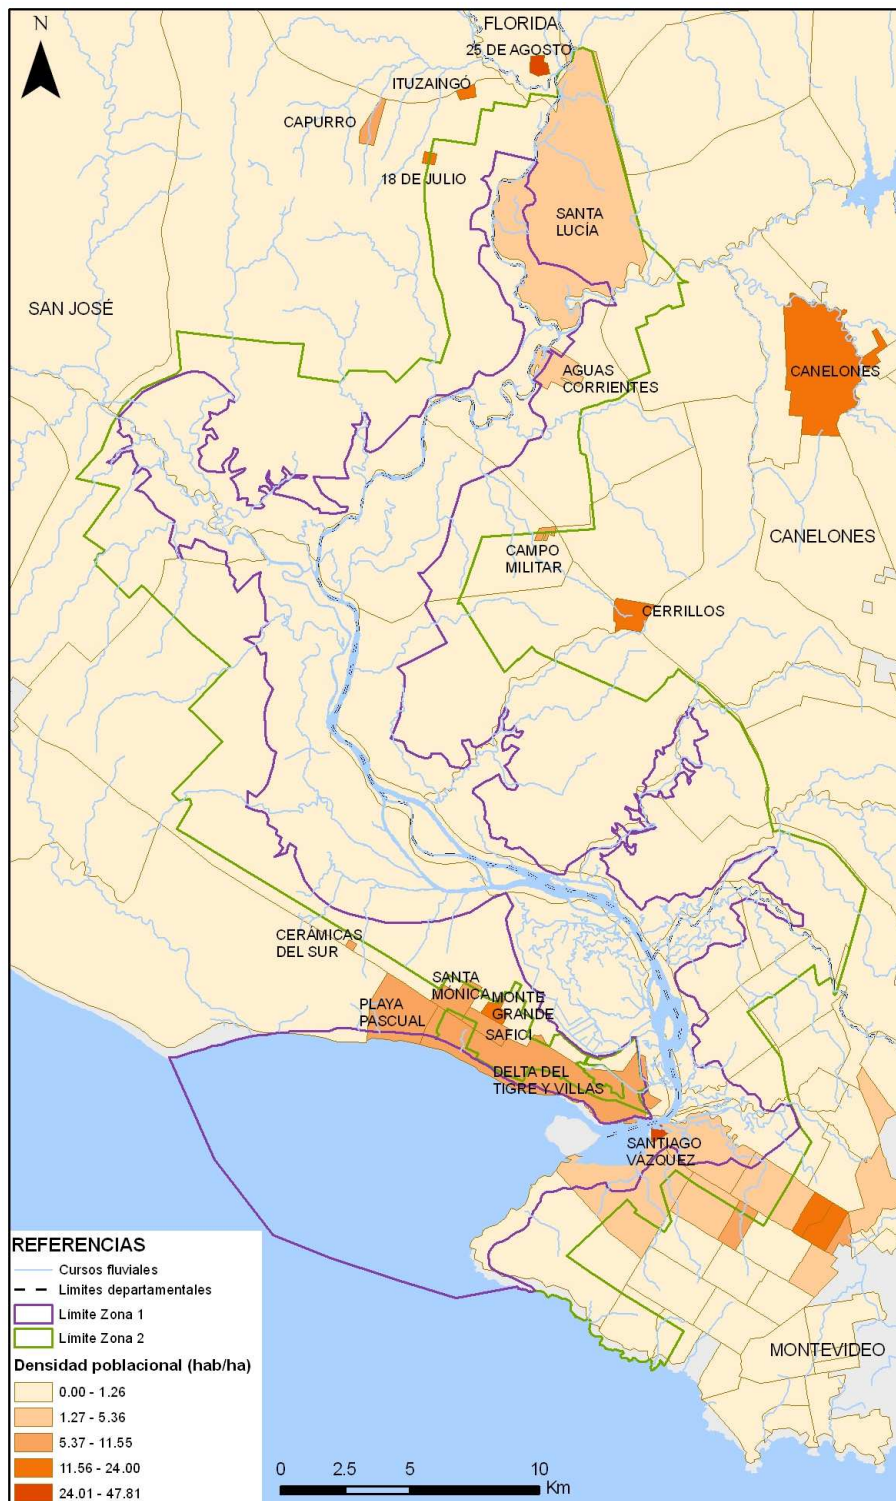 FLORIDA
N
25 DE AGOSTO
ITUZAINGÓ
CAPURRO
18 DE JULIO
SANTA
LUCÍA
SAN JOSÉ
AGUAS
CORRIENTES
CANELONES
CAMPO
MILITAR
CANELONES
CERRILLOS
CERÁMICAS
DEL SUR
SANTA
MÓNICA
MONTE
GRANDE
PLAYA
PASCUAL
SAFICI
DELTA DEL
TIGRE Y VILLAS
SANTIAGO
VÁZQUEZ
MONTEVIDEO
REFERENCIAS
Cursos fluviales
Limites departamentales
Límite Zona 1
Límite Zona 2
Densidad poblacional (hab/ha)
0.00 - 1.26
1.27 - 5.36
5.37 - 11.55
11.56 - 24.00
24.01 - 47.81
0 2.5 5 10
Km